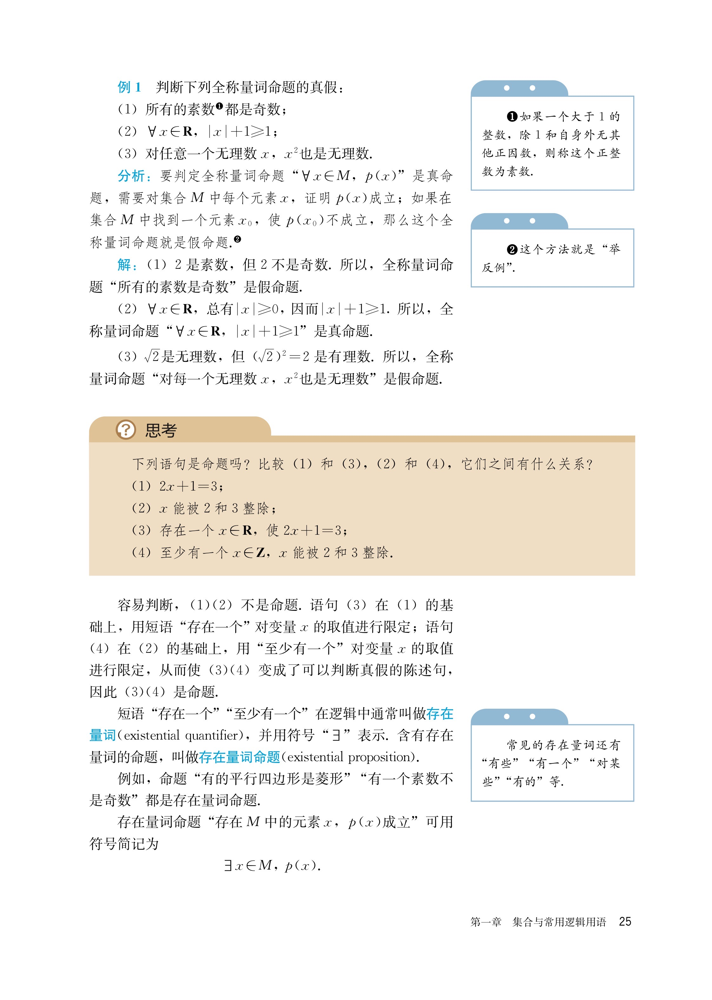 例1 判断下列全称量词命题的真假：
（1）所有的素数❶都是奇数；
（2）∀x∈R，|x|+1⩾1；
（3）对任意一个无理数x，x²也是无理数.
分析：要判定全称量词命题“∀x∈M，p(x)”是真命
题，需要对集合M中每个元素x，证明p(x)成立；如果在
集合M中找到一个元素x₀，使p(x₀)不成立，那么这个全
称量词命题就是假命题.❷
解：（1）2是素数，但2不是奇数. 所以，全称量词命
题“所有的素数是奇数”是假命题.
（2）∀x∈R，总有|x|⩾0，因而|x|+1⩾1. 所以，全
称量词命题“∀x∈R，|x|+1⩾1”是真命题.
（3）√2是无理数，但（√2）²=2是有理数. 所以，全称
量词命题“对每一个无理数x，x²也是无理数”是假命题.
❶如果一个大于1的
整数，除1和自身外无其
他正因数，则称这个正整
数为素数.
❷这个方法就是“举
反例”.
思考
下列语句是命题吗？比较（1）和（3），（2）和（4），它们之间有什么关系？
（1）2x+1=3；
（2）x能被2和3整除；
（3）存在一个x∈R，使2x+1=3；
（4）至少有一个x∈Z，x能被2和3整除.
容易判断，（1）（2）不是命题. 语句（3）在（1）的基
础上，用短语“存在一个”对变量x的取值进行限定；语句
（4）在（2）的基础上，用“至少有一个”对变量x的取值
进行限定，从而使（3）（4）变成了可以判断真假的陈述句，
因此（3）（4）是命题.
短语“存在一个”“至少有一个”在逻辑中通常叫做存在
量词(existential quantifier)，并用符号“∃”表示. 含有存在
量词的命题，叫做存在量词命题(existential proposition).
例如，命题“有的平行四边形是菱形”“有一个素数不
是奇数”都是存在量词命题.
存在量词命题“存在M中的元素x，p(x)成立”可用
符号简记为
∃x∈M，p(x).
常见的存在量词还有
“有些”“有一个”“对某
些”“有的”等.
第一章 集合与常用逻辑用语 25